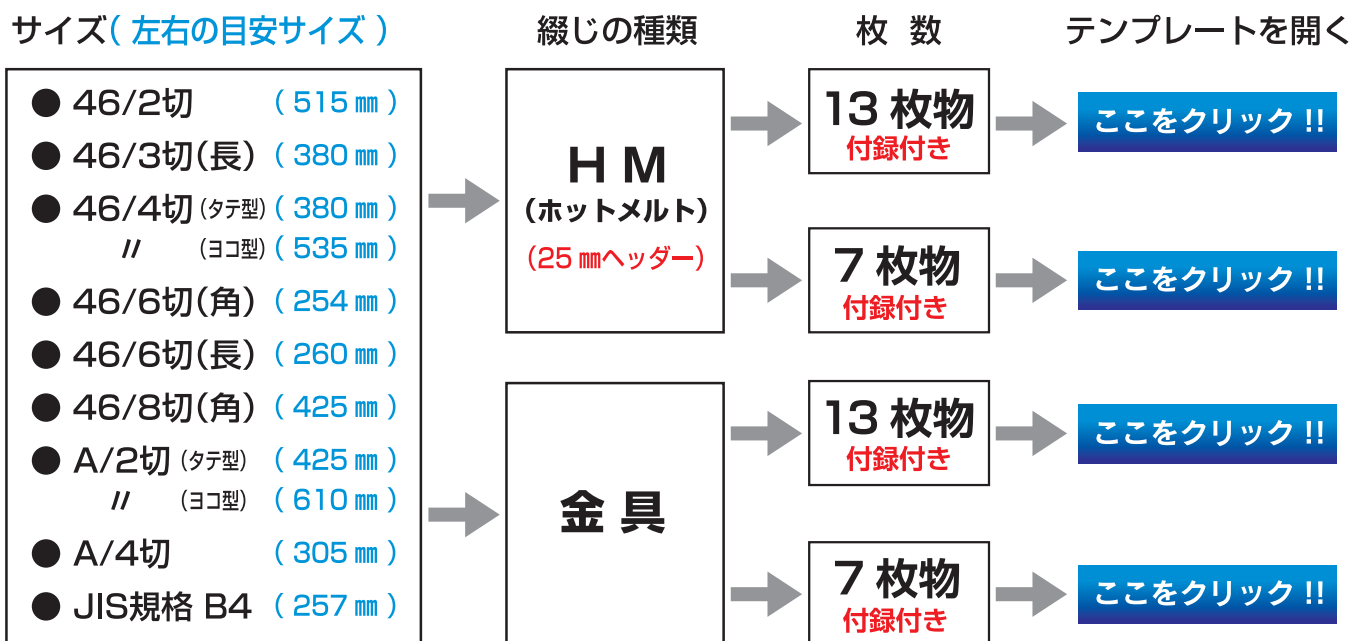 サイズ( 左右の目安サイズ )
綴じの種類
枚 数
テンプレートを開く
● 46/2切 ( 515 ㎜ )
● 46/3切(長) ( 380 ㎜ )
● 46/4切 (タテ型) ( 380 ㎜ )
〃 (ヨコ型) ( 535 ㎜ )
● 46/6切(角) ( 254 ㎜ )
● 46/6切(長) ( 260 ㎜ )
● 46/8切(角) ( 425 ㎜ )
● A/2切 (タテ型) ( 425 ㎜ )
〃 (ヨコ型) ( 610 ㎜ )
● A/4切 ( 305 ㎜ )
● JIS規格 B4 ( 257 ㎜ )
H M
(ホットメルト)
(25 ㎜ヘッダー)
13 枚物
付録付き
ここをクリック !!
7 枚物
付録付き
ここをクリック !!
金 具
13 枚物
付録付き
ここをクリック !!
7 枚物
付録付き
ここをクリック !!